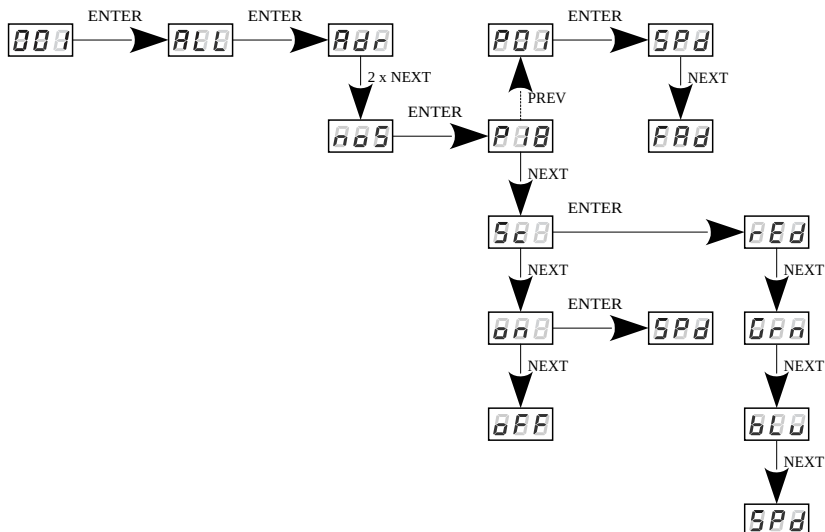 ENTER ENTER ENTER
001 ALL Adr P01 SPd
2 x NEXT PREV NEXT
ENTER
noS P18 FAd
NEXT
ENTER
Sc rEd
NEXT NEXT
ENTER
on SPd Grn
NEXT NEXT
oFF bLu
NEXT
SPd